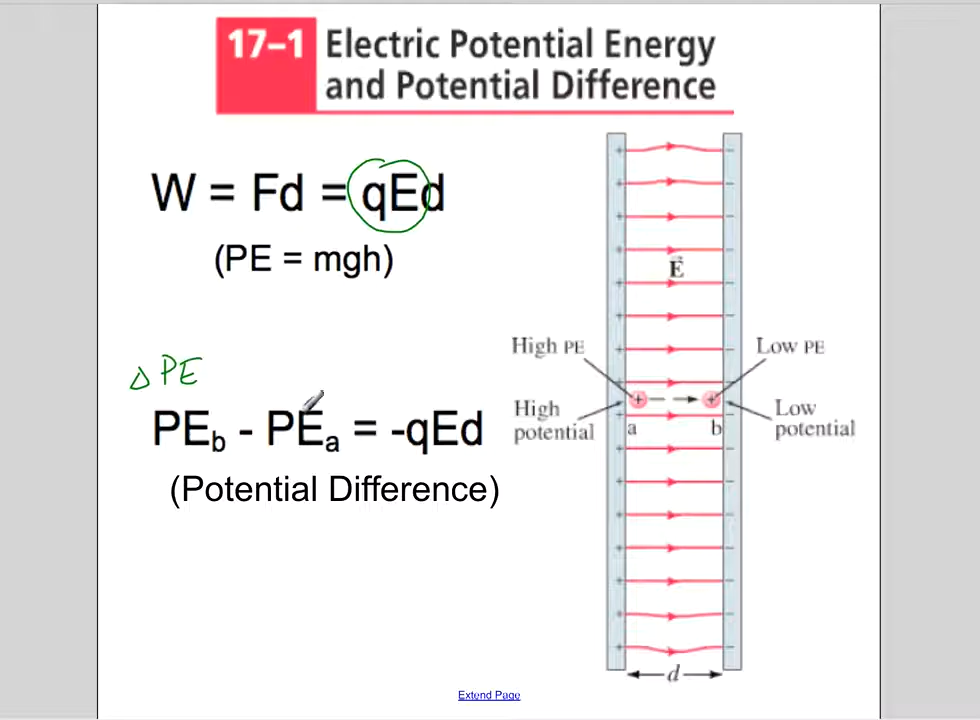 17–1 Electric Potential Energy
and Potential Difference
W = Fd = qEd
(PE = mgh)
Δ PE
PEb - PEa = -qEd
(Potential Difference)
E
High PE
Low PE
High
potential
Low
potential
a
b
d
Extend Page